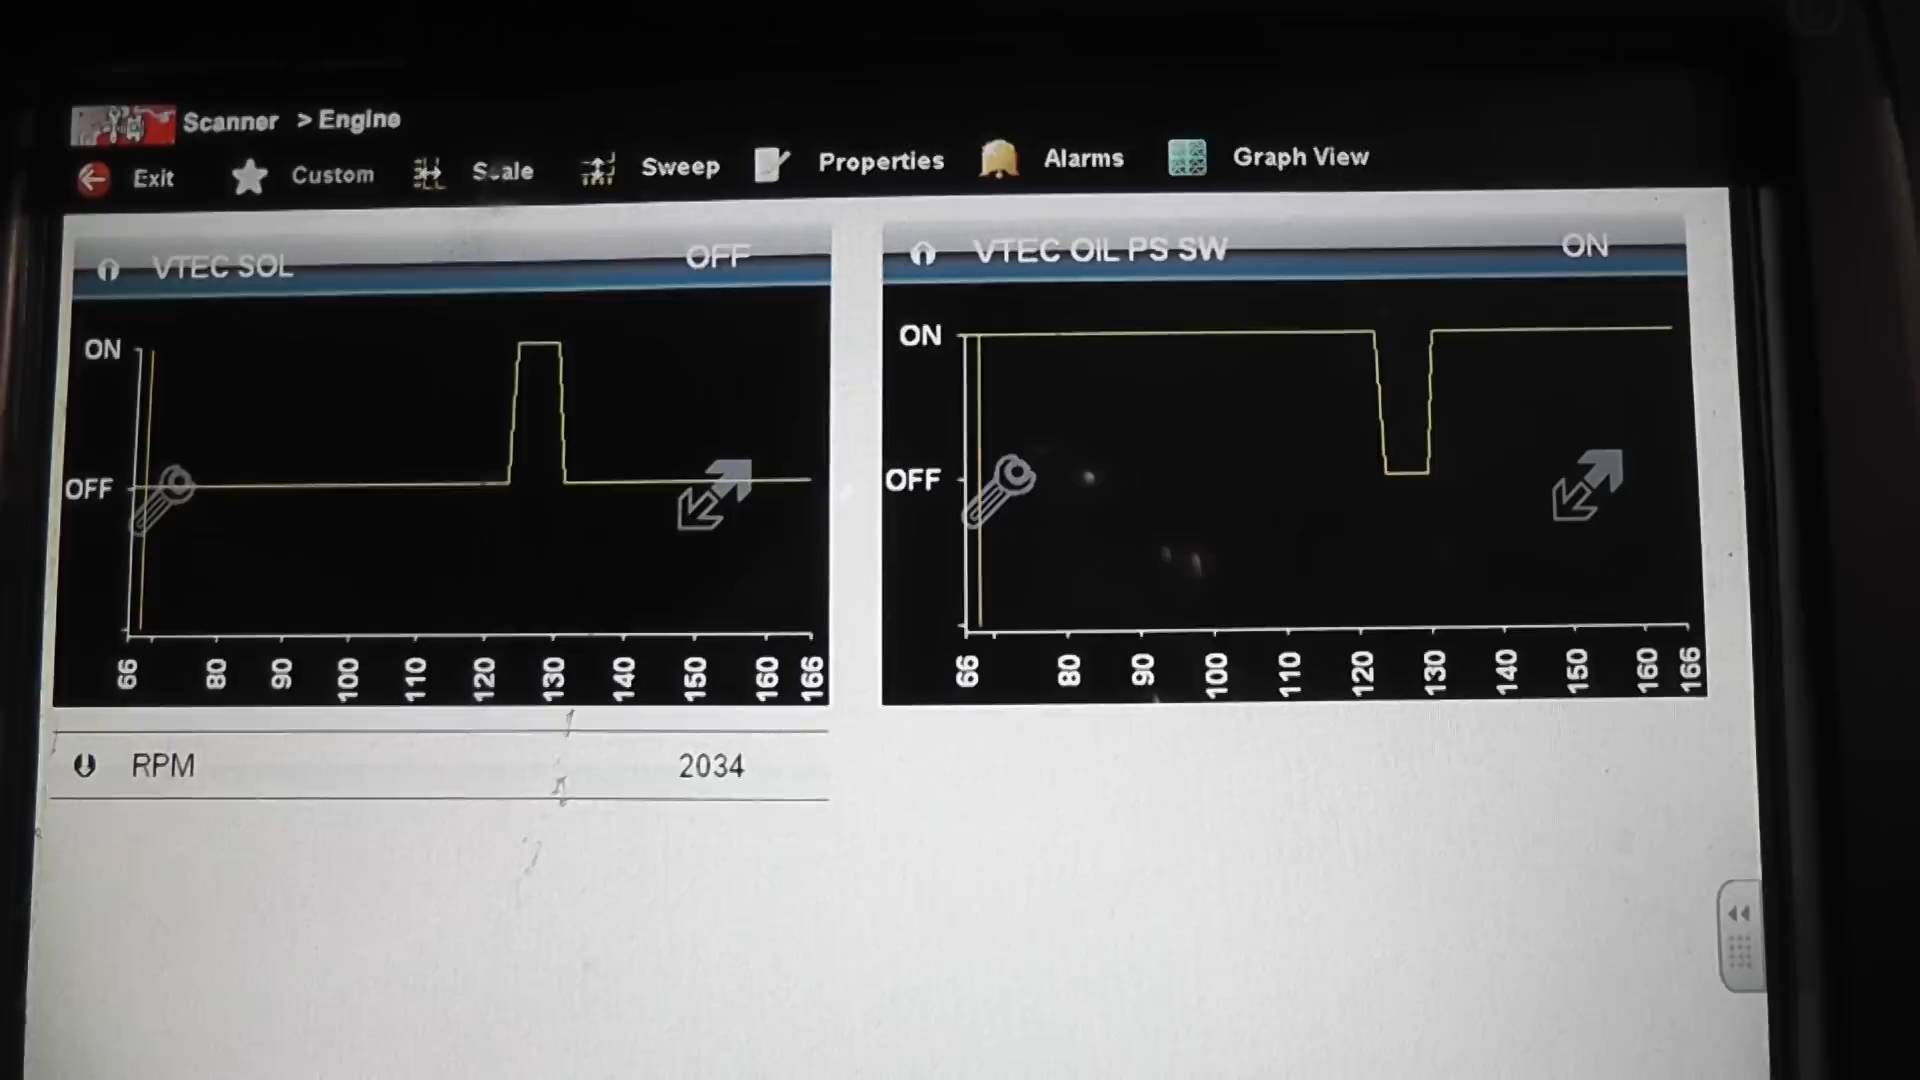 Scanner > Engine
Exit Custom Scale Sweep Properties Alarms Graph View
VTEC SOL OFF
ON
OFF
66 80 90 100 110 120 130 140 150 160 166
VTEC OIL PS SW ON
ON
OFF
66 80 90 100 110 120 130 140 150 160 166
RPM 2034